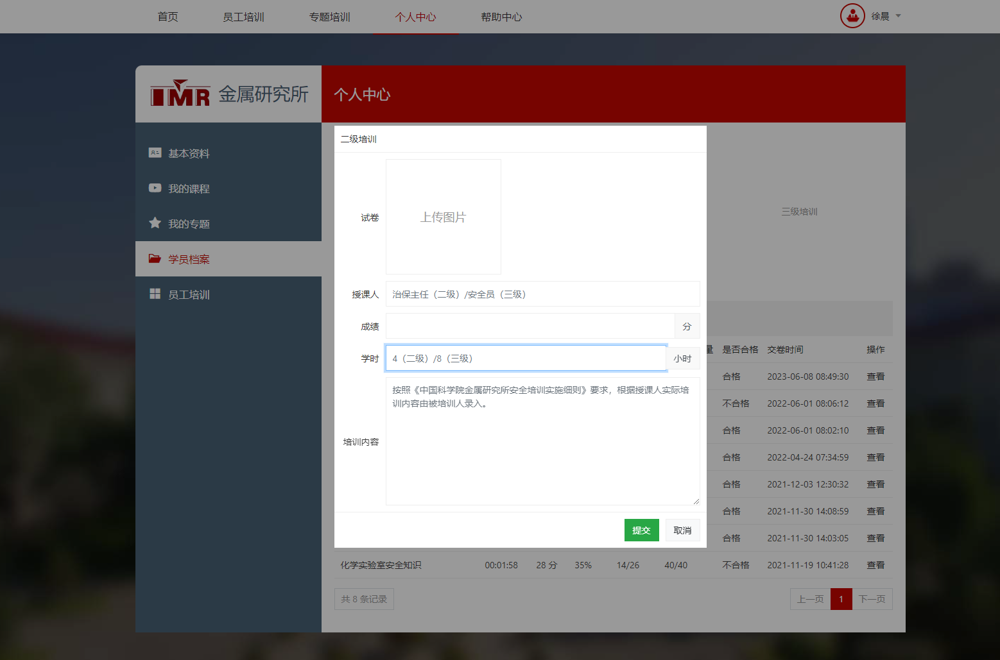 首页 员工培训 专题培训 个人中心 帮助中心 徐晨
IMR 金属研究所
个人中心
基本资料
我的课程
我的专题
学员档案
员工培训
二级培训
试卷 上传图片
三级培训
授课人 治保主任（二级）/安全员（三级）
成绩 分
学时 4（二级）/8（三级） 小时
培训内容 按照《中国科学院金属研究所安全培训实施细则》要求，根据授课人实际培
训内容由被培训人录入。
提交 取消
量 是否合格 交卷时间 操作
合格 2023-06-08 08:49:30 查看
不合格 2022-06-01 08:06:12 查看
合格 2022-06-01 08:02:10 查看
合格 2022-04-24 07:34:59 查看
合格 2021-12-03 12:30:32 查看
合格 2021-11-30 14:08:59 查看
合格 2021-11-30 14:03:05 查看
化学实验室安全知识 00:01:58 28 分 35% 14/26 40/40 不合格 2021-11-19 10:41:28 查看
共 8 条记录 上一页 1 下一页